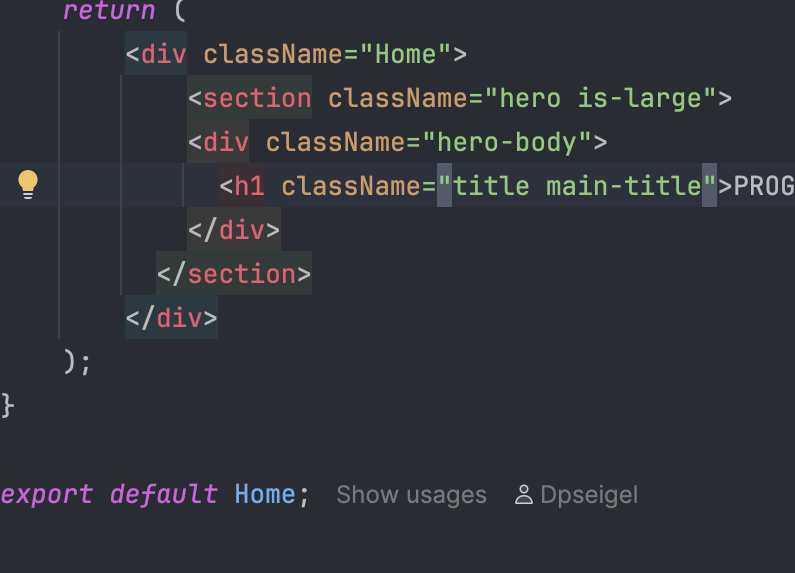 return (
<div className="Home">
<section className="hero is-large">
<div className="hero-body">
<h1 className="title main-title">PROG
</div>
</section>
</div>
);
}
export default Home; Show usages Dpseigel